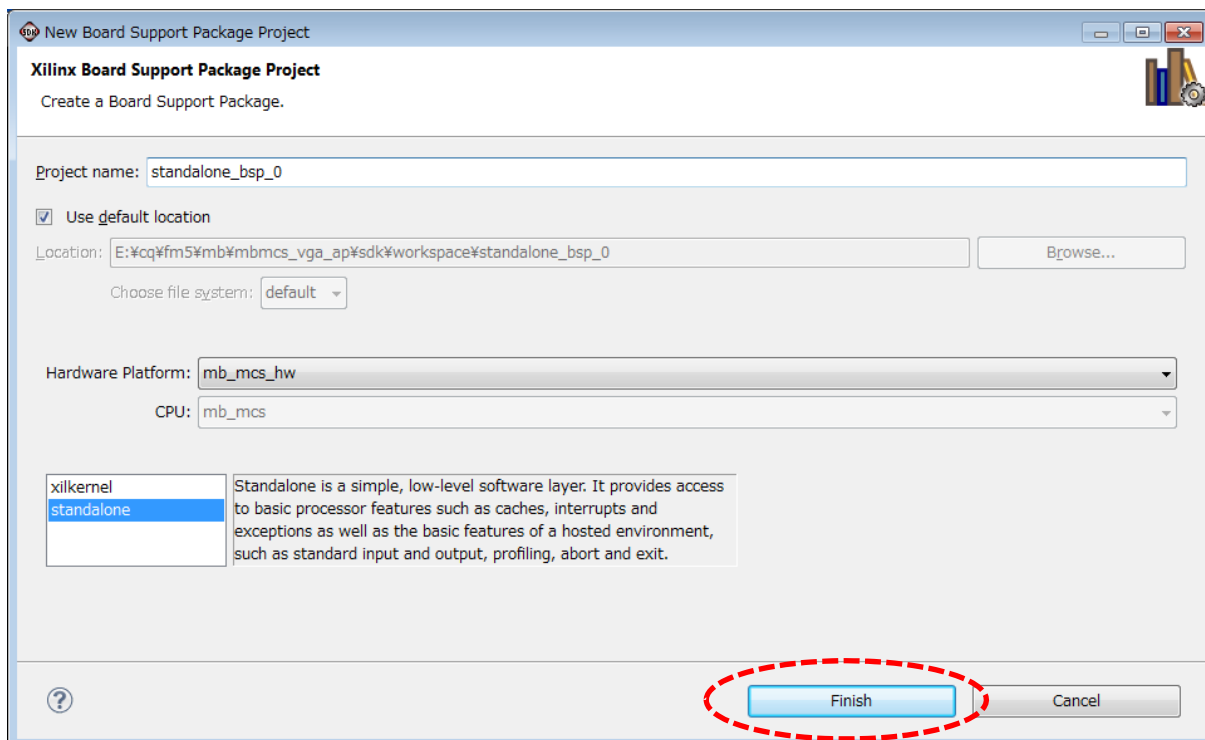 SDK New Board Support Package Project
Xilinx Board Support Package Project
Create a Board Support Package.
Project name: standalone_bsp_0
Use default location
Location: E:¥cq¥fm5¥mb¥mbmcs_vga_ap¥sdk¥workspace¥standalone_bsp_0 Browse...
Choose file system: default
Hardware Platform: mb_mcs_hw
CPU: mb_mcs
xilkernel
standalone
Standalone is a simple, low-level software layer. It provides access
to basic processor features such as caches, interrupts and
exceptions as well as the basic features of a hosted environment,
such as standard input and output, profiling, abort and exit.
? Finish Cancel